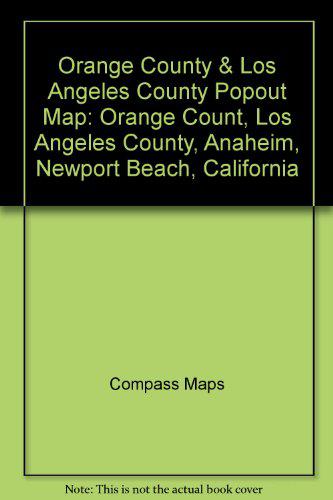 Orange County & Los
Angeles County Popout
Map: Orange Count, Los
Angeles County, Anaheim,
Newport Beach, California
Compass Maps
Note: This is not the actual book cover